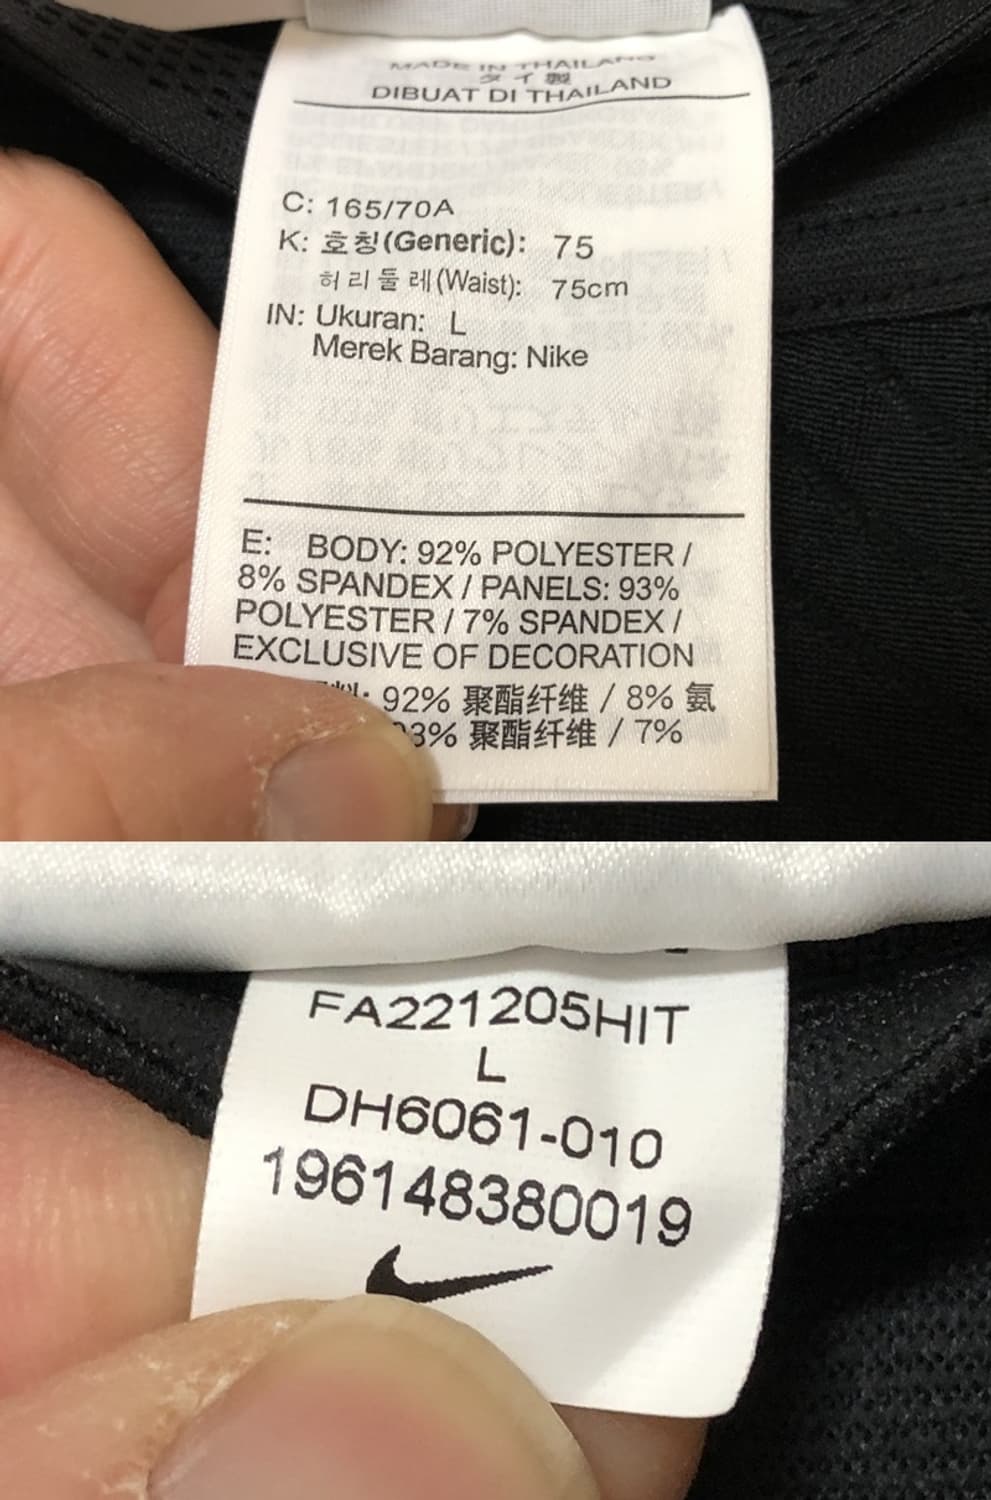 MADE IN THAILAND
タイ製
DIBUAT DI THAILAND
C: 165/70A
K: 호칭(Generic): 75
허리둘레(Waist): 75cm
IN: Ukuran: L
Merek Barang: Nike
E: BODY: 92% POLYESTER /
8% SPANDEX / PANELS: 93%
POLYESTER / 7% SPANDEX /
EXCLUSIVE OF DECORATION
料: 92% 聚酯纤维 / 8% 氨
93% 聚酯纤维 / 7%
FA221205HIT
L
DH6061-010
196148380019